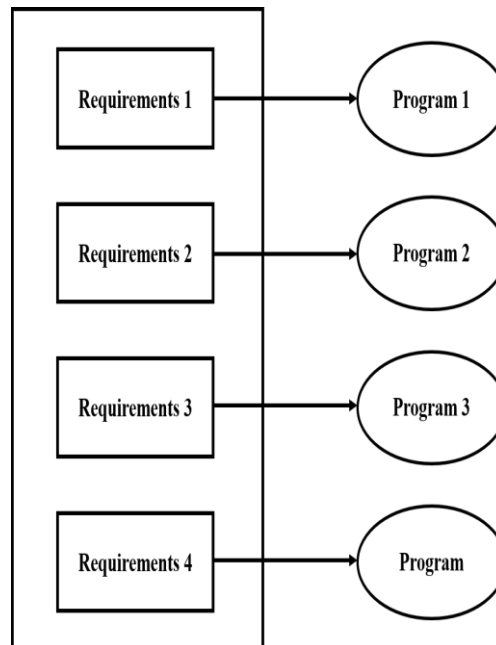 Requirements 1
Program 1
Requirements 2
Program 2
Requirements 3
Program 3
Requirements 4
Program